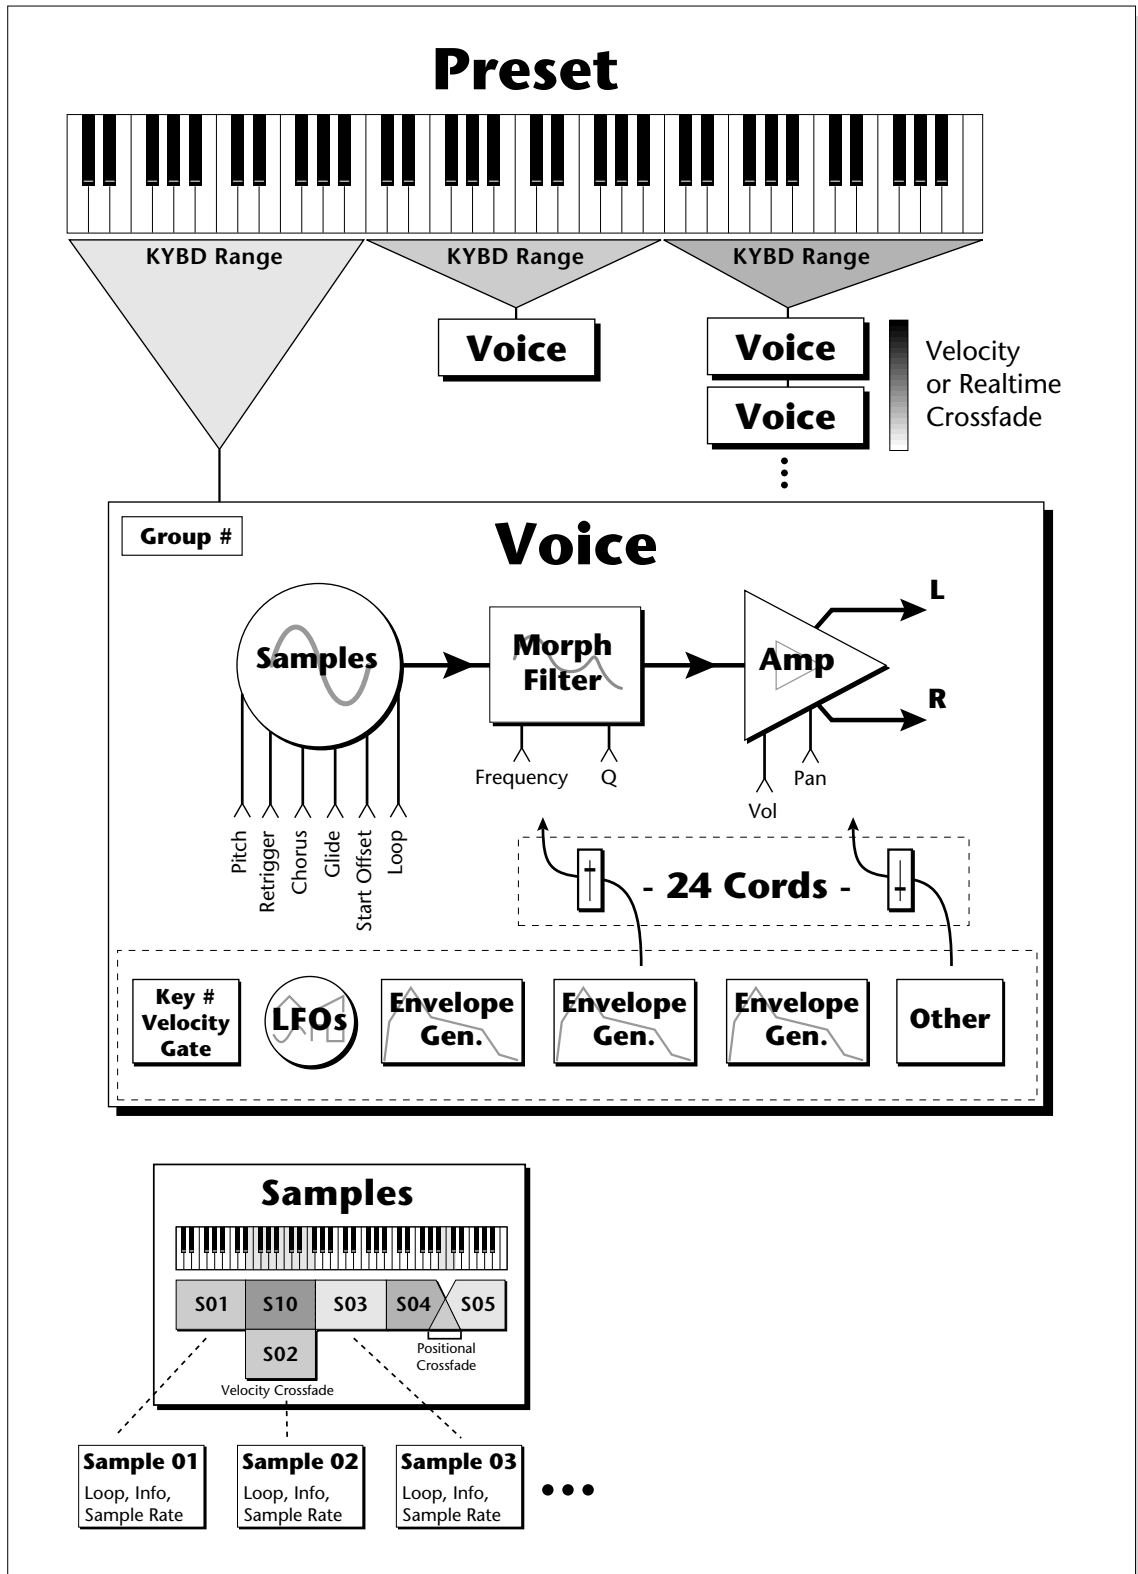 Preset
KYBD Range
KYBD Range
KYBD Range
Voice
Voice
Voice
Velocity
or Realtime
Crossfade
Group #
Voice
Samples
Morph
Filter
Amp
L
R
Frequency
Q
Vol
Pan
Pitch
Retrigger
Chorus
Glide
Start Offset
Loop
- 24 Cords -
Key #
Velocity
Gate
LFOs
Envelope
Gen.
Envelope
Gen.
Envelope
Gen.
Other
Samples
S01
S10
S03
S04
S05
S02
Positional
Crossfade
Velocity Crossfade
Sample 01
Loop, Info,
Sample Rate
Sample 02
Loop, Info,
Sample Rate
Sample 03
Loop, Info,
Sample Rate